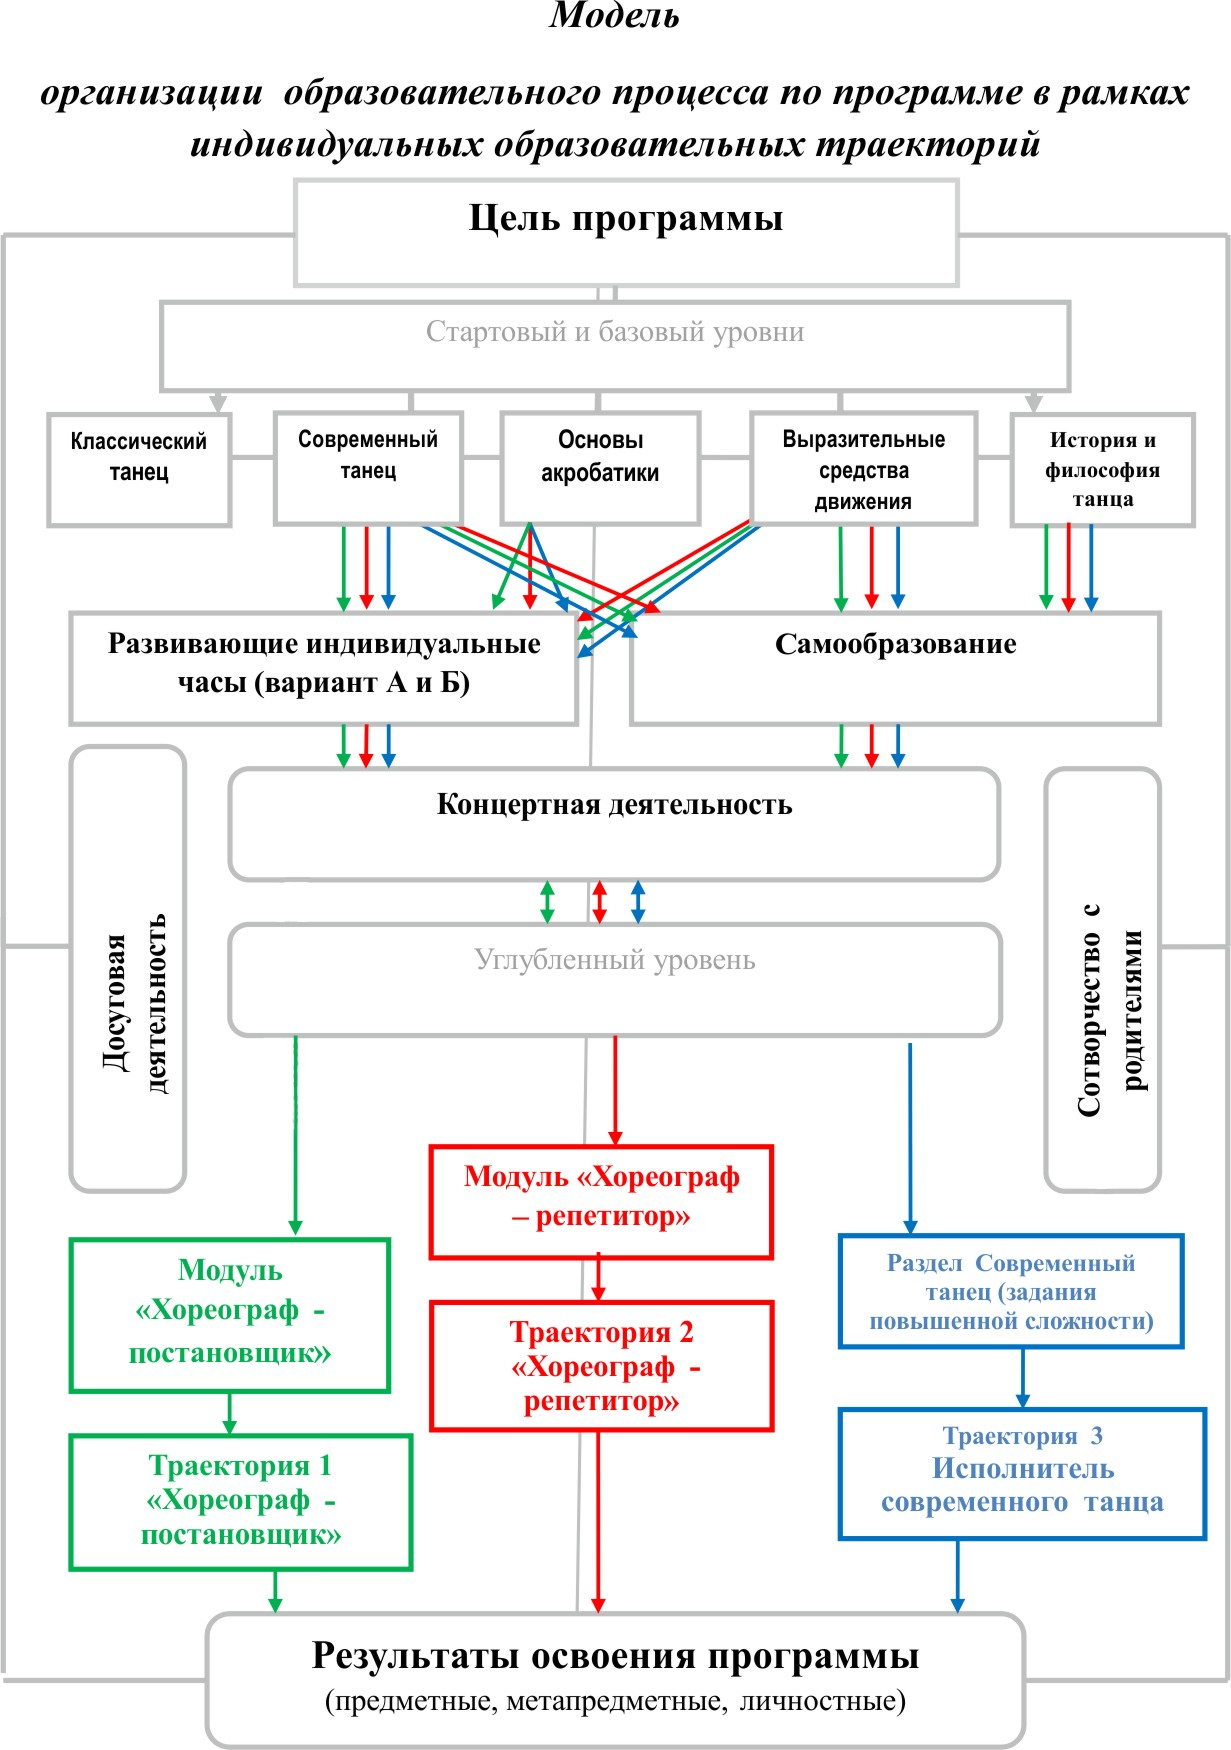 Модель
организации образовательного процесса по программе в рамках
индивидуальных образовательных траекторий
Цель программы
Стартовый и базовый уровни
Классический
танец
Современный
танец
Основы
акробатики
Выразительные
средства
движения
История и
философия
танца
Развивающие индивидуальные
часы (вариант А и Б)
Самообразование
Концертная деятельность
Досуговая
деятельность
Сотворчество с
родителями
Углубленный уровень
Модуль «Хореограф
– репетитор»
Модуль
«Хореограф -
постановщик»
Раздел Современный
танец (задания
повышенной сложности)
Траектория 2
«Хореограф -
репетитор»
Траектория 1
«Хореограф -
постановщик»
Траектория 3
Исполнитель
современного танца
Результаты освоения программы
(предметные, метапредметные, личностные)